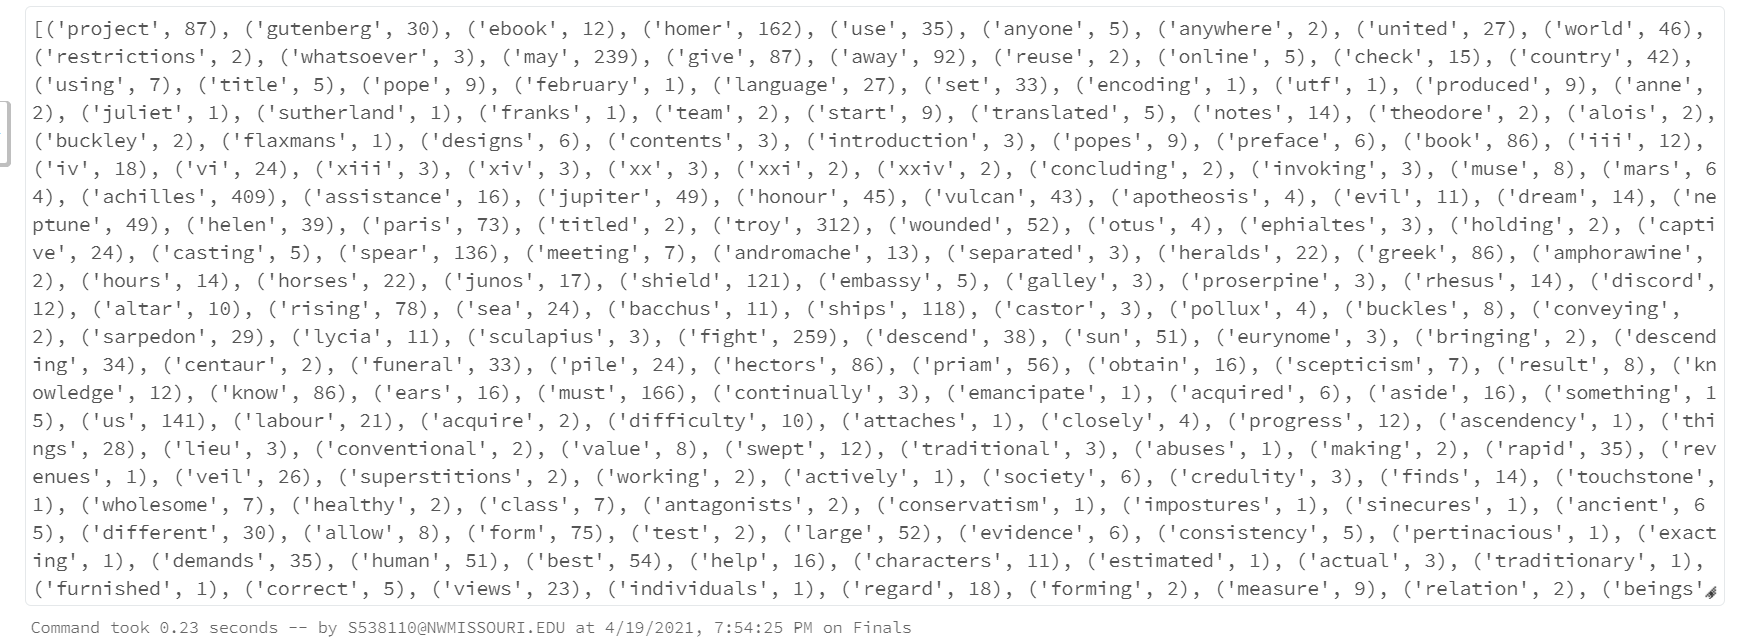 [('project', 87), ('gutenberg', 30), ('ebook', 12), ('homer', 162), ('use', 35), ('anyone', 5), ('anywhere', 2), ('united', 27), ('world', 46),
('restrictions', 2), ('whatsoever', 3), ('may', 239), ('give', 87), ('away', 92), ('reuse', 2), ('online', 5), ('check', 15), ('country', 42),
('using', 7), ('title', 5), ('pope', 9), ('february', 1), ('language', 27), ('set', 33), ('encoding', 1), ('utf', 1), ('produced', 9), ('anne',
2), ('juliet', 1), ('sutherland', 1), ('franks', 1), ('team', 2), ('start', 9), ('translated', 5), ('notes', 14), ('theodore', 2), ('alois', 2),
('buckley', 2), ('flaxmans', 1), ('designs', 6), ('contents', 3), ('introduction', 3), ('popes', 9), ('preface', 6), ('book', 86), ('iii', 12),
('iv', 18), ('vi', 24), ('xiii', 3), ('xiv', 3), ('xx', 3), ('xxi', 2), ('xxiv', 2), ('concluding', 2), ('invoking', 3), ('muse', 8), ('mars', 6
4), ('achilles', 409), ('assistance', 16), ('jupiter', 49), ('honour', 45), ('vulcan', 43), ('apotheosis', 4), ('evil', 11), ('dream', 14), ('ne
ptune', 49), ('helen', 39), ('paris', 73), ('titled', 2), ('troy', 312), ('wounded', 52), ('otus', 4), ('ephialtes', 3), ('holding', 2), ('capti
ve', 24), ('casting', 5), ('spear', 136), ('meeting', 7), ('andromache', 13), ('separated', 3), ('heralds', 22), ('greek', 86), ('amphorawine',
2), ('hours', 14), ('horses', 22), ('junos', 17), ('shield', 121), ('embassy', 5), ('galley', 3), ('proserpine', 3), ('rhesus', 14), ('discord',
12), ('altar', 10), ('rising', 78), ('sea', 24), ('bacchus', 11), ('ships', 118), ('castor', 3), ('pollux', 4), ('buckles', 8), ('conveying',
2), ('sarpedon', 29), ('lycia', 11), ('sculapius', 3), ('fight', 259), ('descend', 38), ('sun', 51), ('eurynome', 3), ('bringing', 2), ('descend
ing', 34), ('centaur', 2), ('funeral', 33), ('pile', 24), ('hectors', 86), ('priam', 56), ('obtain', 16), ('scepticism', 7), ('result', 8), ('kn
owledge', 12), ('know', 86), ('ears', 16), ('must', 166), ('continually', 3), ('emancipate', 1), ('acquired', 6), ('aside', 16), ('something', 1
5), ('us', 141), ('labour', 21), ('acquire', 2), ('difficulty', 10), ('attaches', 1), ('closely', 4), ('progress', 12), ('ascendency', 1), ('thi
ngs', 28), ('lieu', 3), ('conventional', 2), ('value', 8), ('swept', 12), ('traditional', 3), ('abuses', 1), ('making', 2), ('rapid', 35), ('rev
enues', 1), ('veil', 26), ('superstitions', 2), ('working', 2), ('actively', 1), ('society', 6), ('credulity', 3), ('finds', 14), ('touchstone',
1), ('wholesome', 7), ('healthy', 2), ('class', 7), ('antagonists', 2), ('conservatism', 1), ('impostures', 1), ('sinecures', 1), ('ancient', 6
5), ('different', 30), ('allow', 8), ('form', 75), ('test', 2), ('large', 52), ('evidence', 6), ('consistency', 5), ('pertinacious', 1), ('exact
ing', 1), ('demands', 35), ('human', 51), ('best', 54), ('help', 16), ('characters', 11), ('estimated', 1), ('actual', 3), ('traditionary', 1),
('furnished', 1), ('correct', 5), ('views', 23), ('individuals', 1), ('regard', 18), ('forming', 2), ('measure', 9), ('relation', 2), ('beings'
Command took 0.23 seconds -- by S538110@NWMISSOURI.EDU at 4/19/2021, 7:54:25 PM on Finals